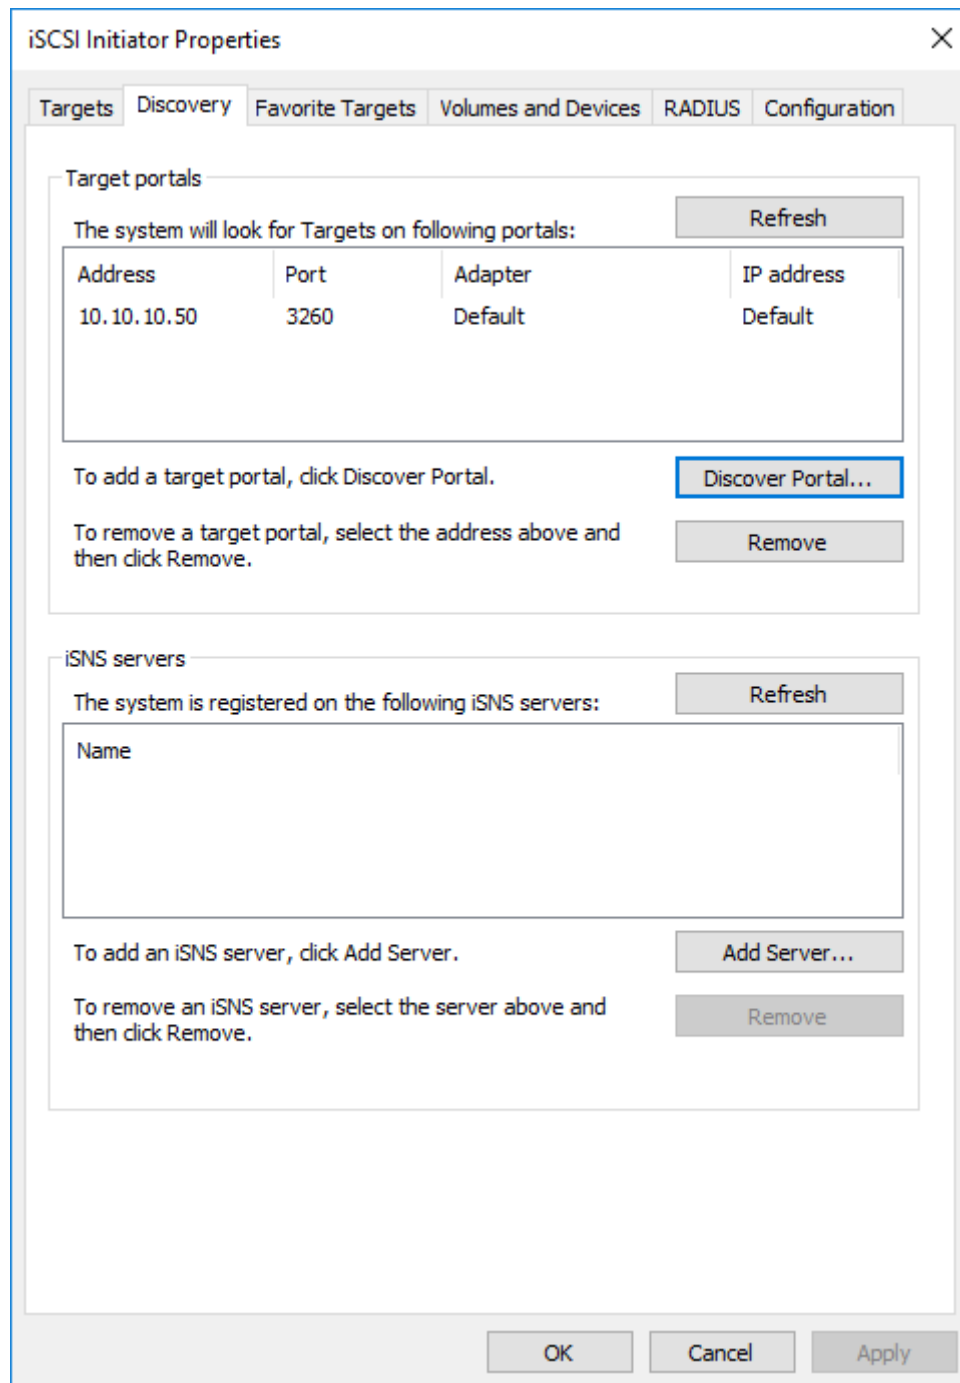 iSCSI Initiator Properties
Targets Discovery Favorite Targets Volumes and Devices RADIUS Configuration
Target portals
The system will look for Targets on following portals:
Refresh
Address Port Adapter IP address
10.10.10.50 3260 Default Default
To add a target portal, click Discover Portal.
Discover Portal...
To remove a target portal, select the address above and
then click Remove.
Remove
iSNS servers
The system is registered on the following iSNS servers:
Refresh
Name
To add an iSNS server, click Add Server.
Add Server...
To remove an iSNS server, select the server above and
then click Remove.
Remove
OK Cancel Apply